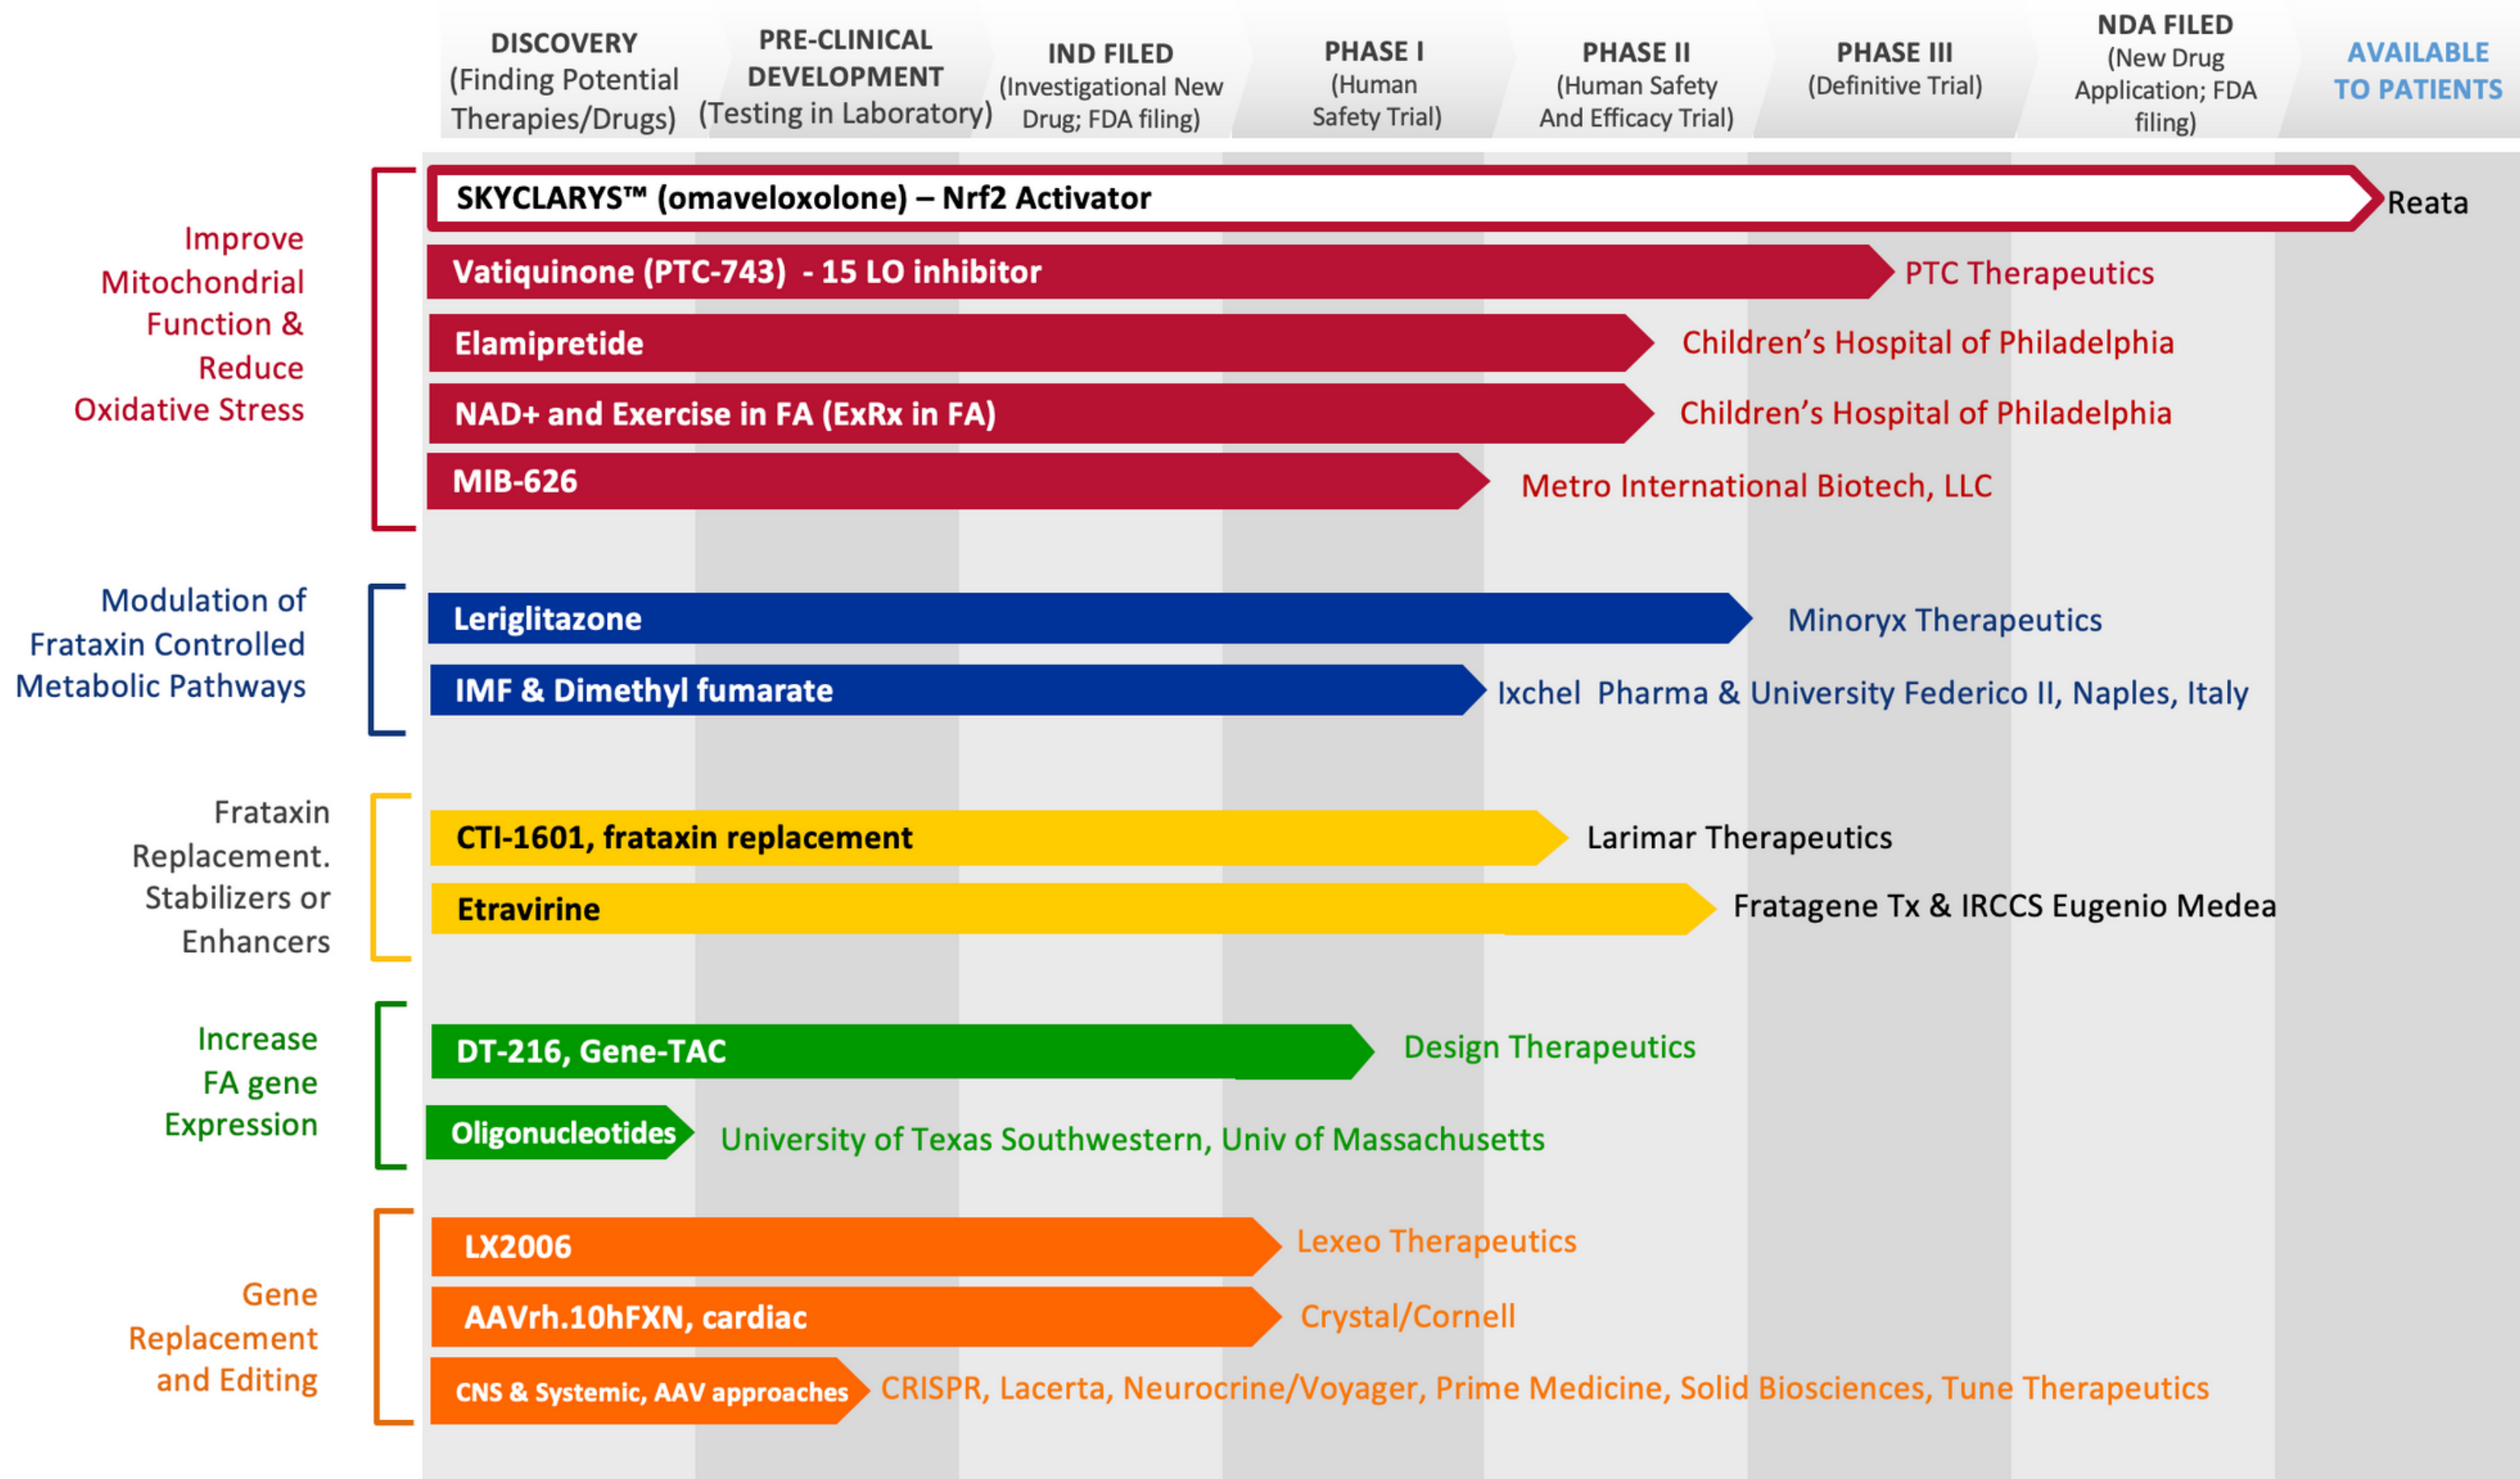 DISCOVERY
(Finding Potential
Therapies/Drugs)
PRE-CLINICAL
DEVELOPMENT
(Testing in Laboratory)
IND FILED
(Investigational New
Drug; FDA filing)
PHASE I
(Human
Safety Trial)
PHASE II
(Human Safety
And Efficacy Trial)
PHASE III
(Definitive Trial)
NDA FILED
(New Drug
Application; FDA
filing)
AVAILABLE
TO PATIENTS
Improve
Mitochondrial
Function &
Reduce
Oxidative Stress
SKYCLARYS™ (omaveloxolone) – Nrf2 Activator
Reata
Vatiquinone (PTC-743)  - 15 LO inhibitor
PTC Therapeutics
Elamipretide
Children’s Hospital of Philadelphia
NAD+ and Exercise in FA (ExRx in FA)
Children’s Hospital of Philadelphia
MIB-626
Metro International Biotech, LLC
Modulation of
Frataxin Controlled
Metabolic Pathways
Leriglitazone
Minoryx Therapeutics
IMF & Dimethyl fumarate
Ixchel  Pharma & University Federico II, Naples, Italy
Frataxin
Replacement.
Stabilizers or
Enhancers
CTI-1601, frataxin replacement
Larimar Therapeutics
Etravirine
Fratagene Tx & IRCCS Eugenio Medea
Increase
FA gene
Expression
DT-216, Gene-TAC
Design Therapeutics
Oligonucleotides
University of Texas Southwestern, Univ of Massachusetts
Gene
Replacement
and Editing
LX2006
Lexeo Therapeutics
AAVrh.10hFXN, cardiac
Crystal/Cornell
CNS & Systemic, AAV approaches
CRISPR, Lacerta, Neurocrine/Voyager, Prime Medicine, Solid Biosciences, Tune Therapeutics